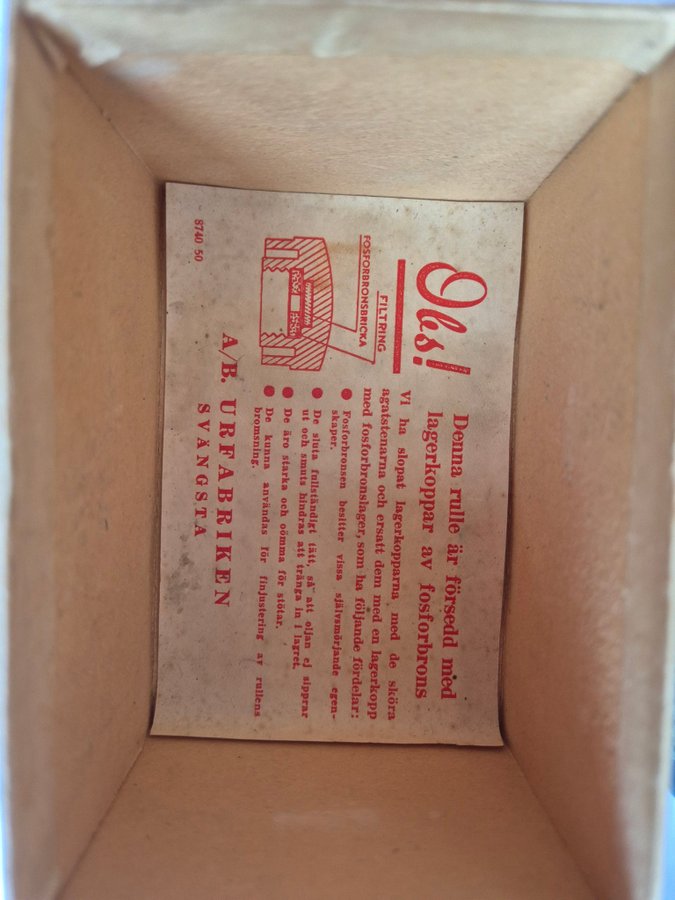 Obs!
Denna rulle är försedd med
lagerkoppar av fosforbrons
Vi ha slopat lagerkopparna med de sköra
agatstenarna och ersatt dem med en lagerkopp
med fosforbronslager, som ha följande fördelar:
FILTRING
FOSFORBRONSBRICKA
● Fosforbronsen besitter vissa självsmörjande egen-
skaper.
● De sluta fullständigt tätt, så att oljan ej sipprar
ut och smuts hindras att tränga in i lagret.
● De äro starka och oömma för stötar.
● De kunna användas för finjustering av rullens
bromsning.
A/B. URFABRIKEN
SVÄNGSTA
8740 50